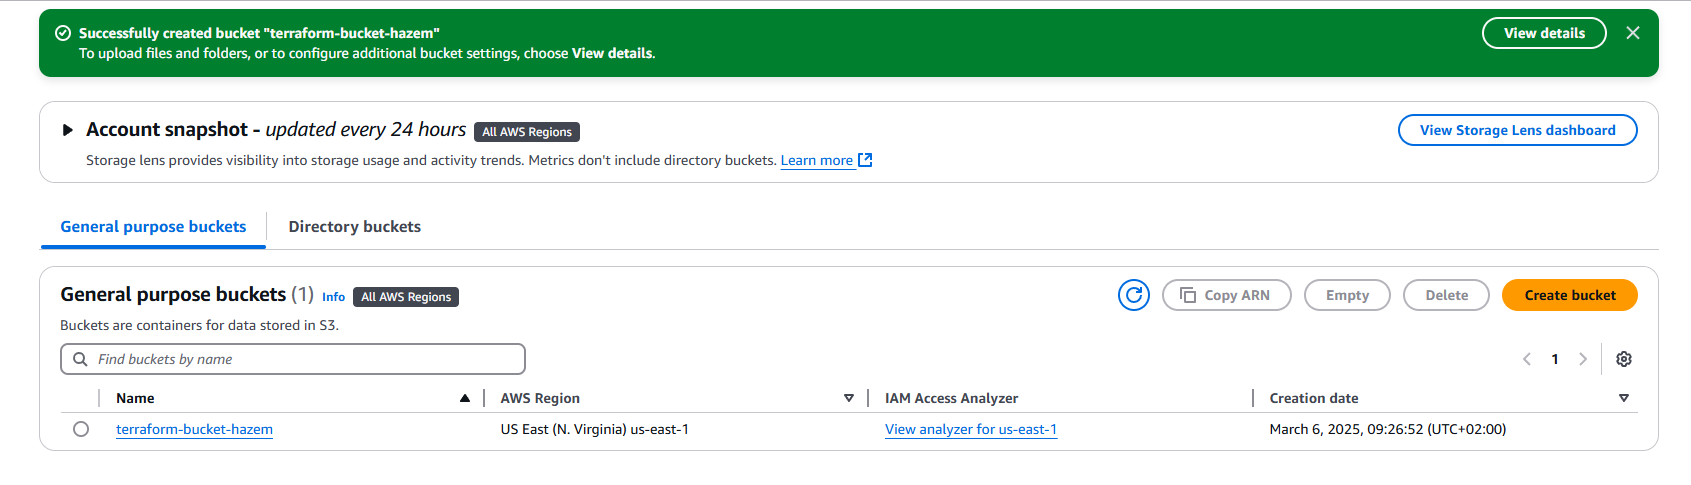 Successfully created bucket "terraform-bucket-hazem"
To upload files and folders, or to configure additional bucket settings, choose View details.
View details
Account snapshot - updated every 24 hours All AWS Regions
View Storage Lens dashboard
Storage lens provides visibility into storage usage and activity trends. Metrics don't include directory buckets. Learn more
General purpose buckets Directory buckets
General purpose buckets (1) Info All AWS Regions
Copy ARN Empty Delete Create bucket
Buckets are containers for data stored in S3.
Find buckets by name
1
Name AWS Region IAM Access Analyzer Creation date
terraform-bucket-hazem US East (N. Virginia) us-east-1 View analyzer for us-east-1 March 6, 2025, 09:26:52 (UTC+02:00)